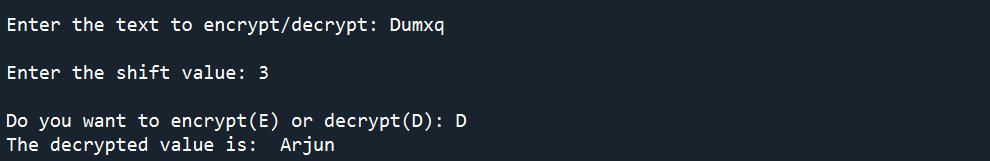 Enter the text to encrypt/decrypt: Dumxq
Enter the shift value: 3
Do you want to encrypt(E) or decrypt(D): D
The decrypted value is:  Arjun